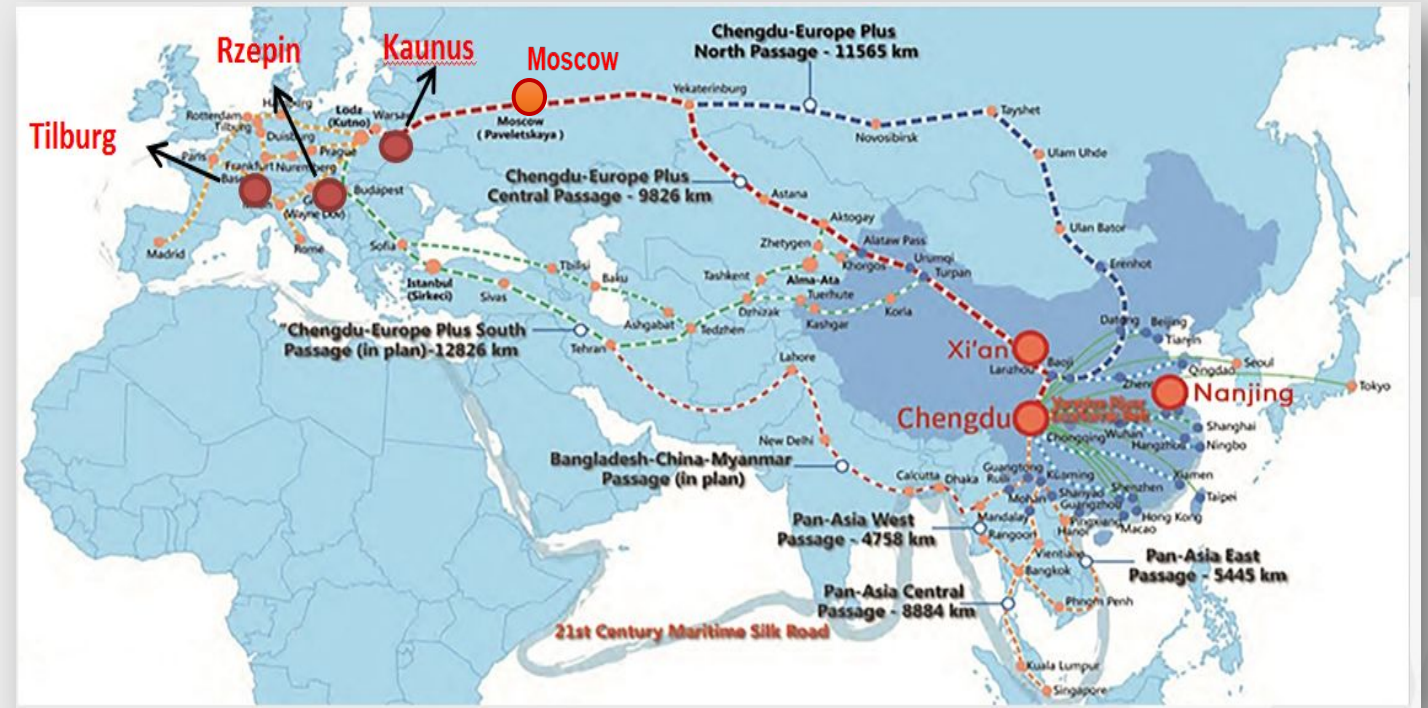 Chengdu-Europe Plus
North Passage - 11565 km
Rzepin
Kaunus
Moscow
Tilburg
Rotterdam
Tilburg
Duisburg
Lodz
(Kutno)
Warsaw
Moscow
( Paveletskaya )
Yekaterinburg
Novosibirsk
Tayshet
Ulam Uhde
Paris
Prague
Frankfurt
Nuremberg
Budapest
(Wayne Dov)
Madrid
Rome
Sofia
Chengdu-Europe Plus
Central Passage - 9826 km
Astana
Aktogay
Ulan Bator
Zhetygen
Alataw Pass
Khorgos
Urumqi
Turpan
Erenhot
Istanbul
(Sirkeci)
Sivas
Tbilisi
Baku
Tashkent
Alma-Ata
Dzhizak
Tuerhute
Kashgar
Korla
Ashgabat
Tedzhen
"Chengdu-Europe Plus South
Passage (in plan)-12826 km
Tehran
Lahore
Datong
Beijing
Tianjin
Xi'an
Lanzhou
Baoji
Qingdao
Seoul
Tokyo
Nanjing
Chengdu
Shanghai
Chongqing
Wuhan
Hangzhou
Ningbo
New Delhi
Bangladesh-China-Myanmar
Passage (in plan)
Calcutta
Dhaka
Guangtong
Ruili
Kunming
Xiamen
Mohan
Shenzhen
Guangzhou
Taipei
Pan-Asia West
Passage - 4758 km
Mandalay
Rangoon
Pingxiang
Hanoi
Hong Kong
Macao
Vientiane
Pan-Asia East
Passage - 5445 km
Bangkok
Pan-Asia Central
Passage - 8884 km
Phnom Penh
21st Century Maritime Silk Road
Kuala Lumpur
Singapore